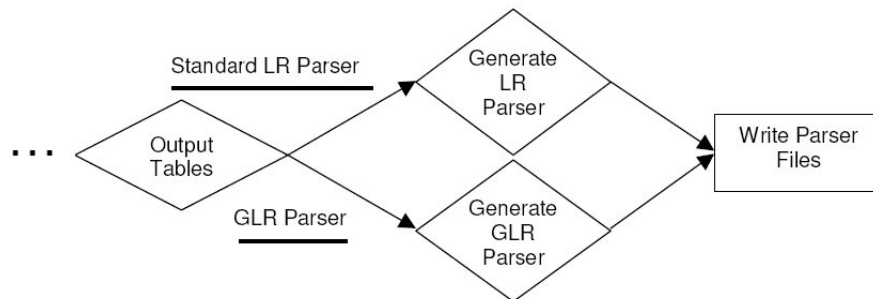 Standard LR Parser
Generate
LR
Parser
...
Output
Tables
Write Parser
Files
GLR Parser
Generate
GLR
Parser